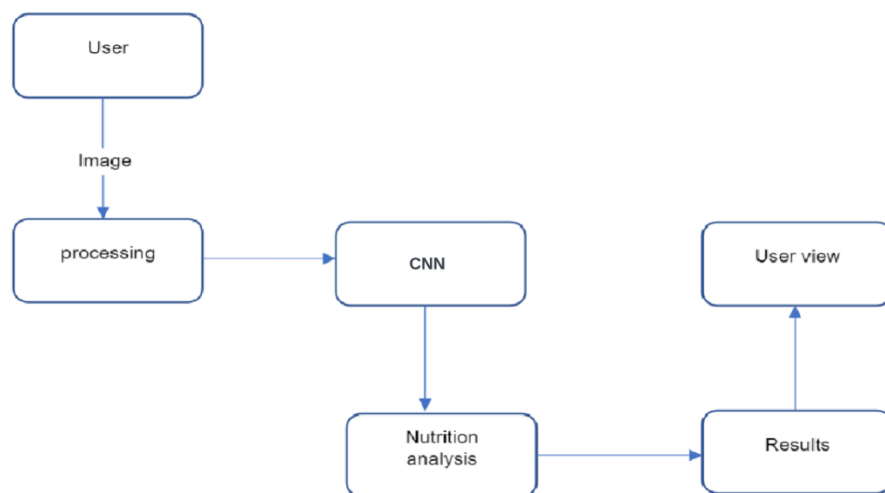 User
Image
processing
CNN
User view
Nutrition
analysis
Results